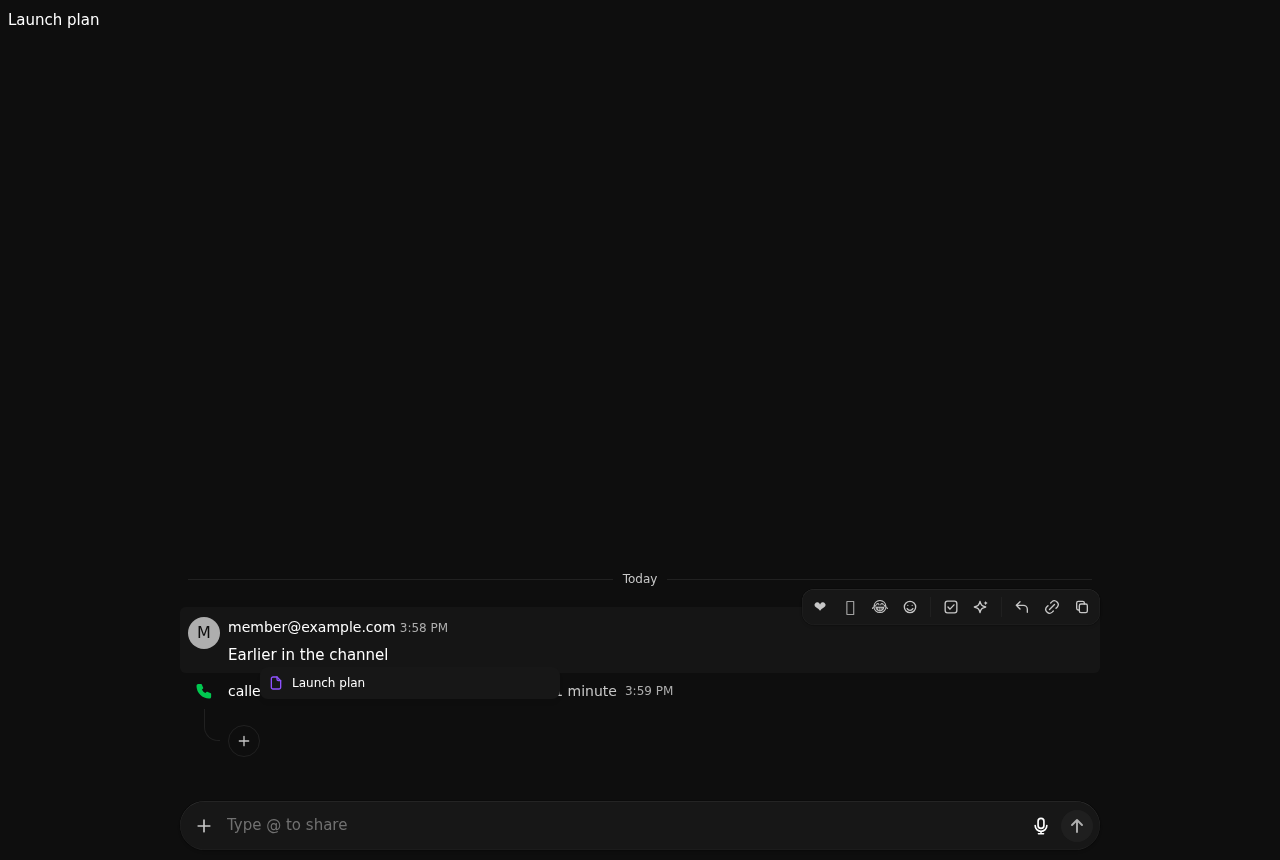 Launch plan
Today
M
member@example.com 3:58 PM
Earlier in the channel
Launch plan
minute 3:59 PM
Type @ to share